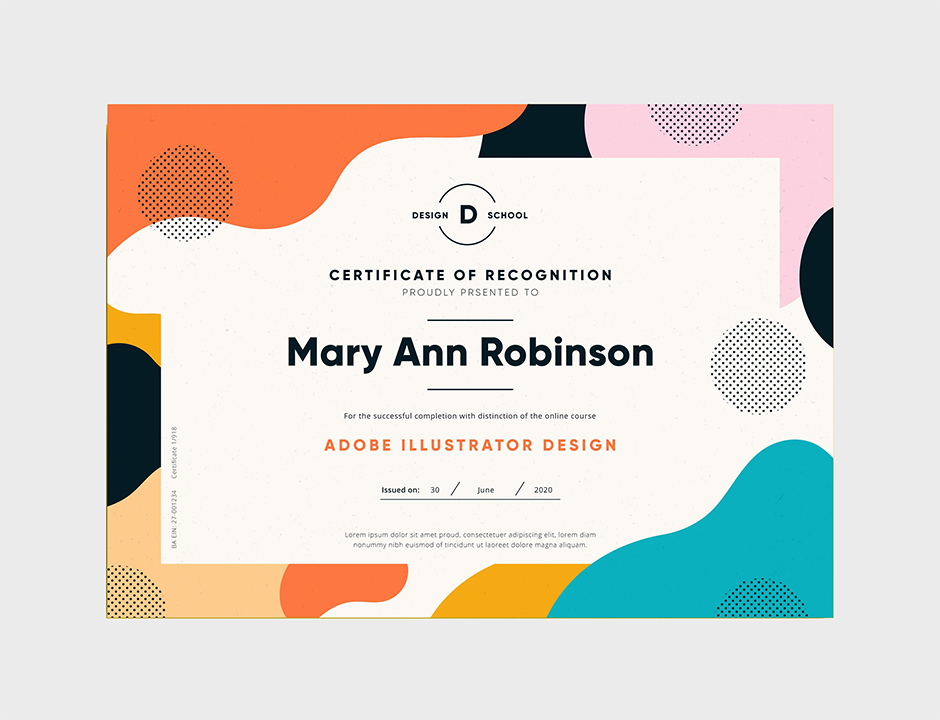 DESIGN D SCHOOL
CERTIFICATE OF RECOGNITION
PROUDLY PRSENTED TO
Mary Ann Robinson
For the successful completion with distinction of the online course
ADOBE ILLUSTRATOR DESIGN
Issued on: 30 / June / 2020
Lorem ipsum dolor sit amet proud, consectetuer adipiscing elit, lorem diam
nonummy nibh euismod of tincidunt ut laoreet dolore magna aliquam.
BA EIN: 27-001234 Certificate 1/918